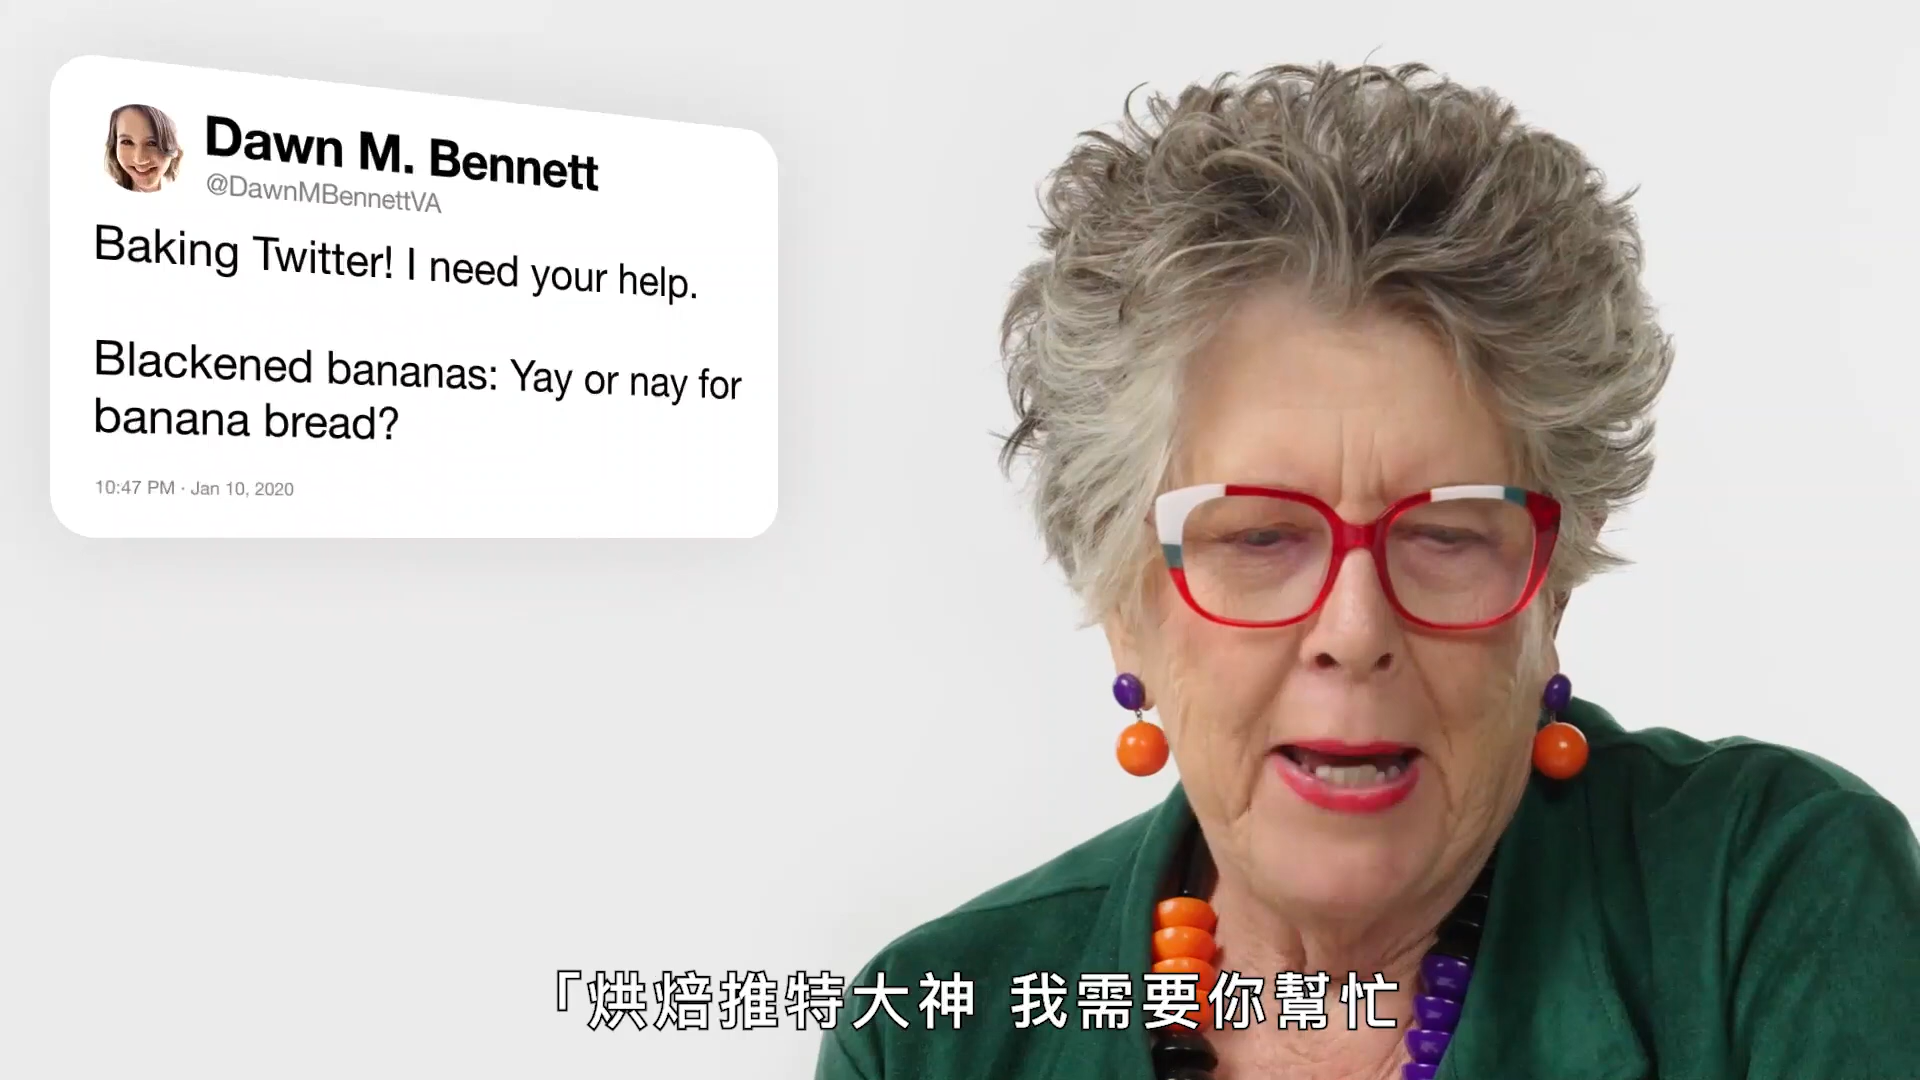 Dawn M. Bennett
@DawnMBennettVA
Baking Twitter! I need your help.
Blackened bananas: Yay or nay for
banana bread?
10:47 PM · Jan 10, 2020
「烘焙推特大神 我需要你幫忙